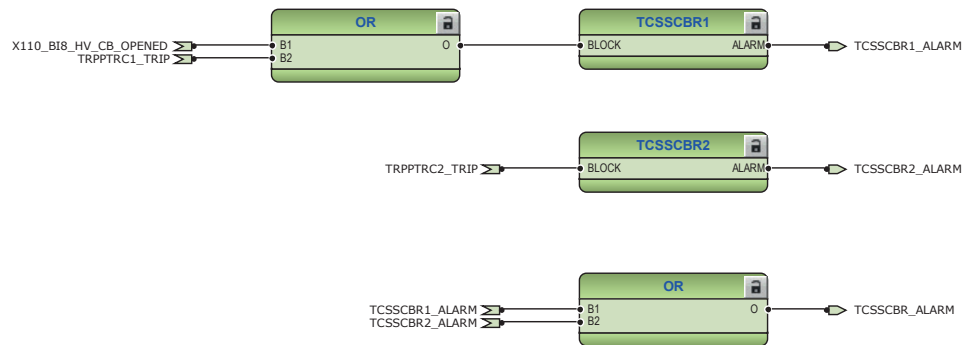 OR
TCSSCBR1
X110_BI8_HV_CB_OPENED
B1
O
BLOCK
ALARM
TCSSCBR1_ALARM
TRPPTRC1_TRIP
B2
TCSSCBR2
TRPPTRC2_TRIP
BLOCK
ALARM
TCSSCBR2_ALARM
OR
TCSSCBR1_ALARM
B1
O
TCSSCBR_ALARM
TCSSCBR2_ALARM
B2